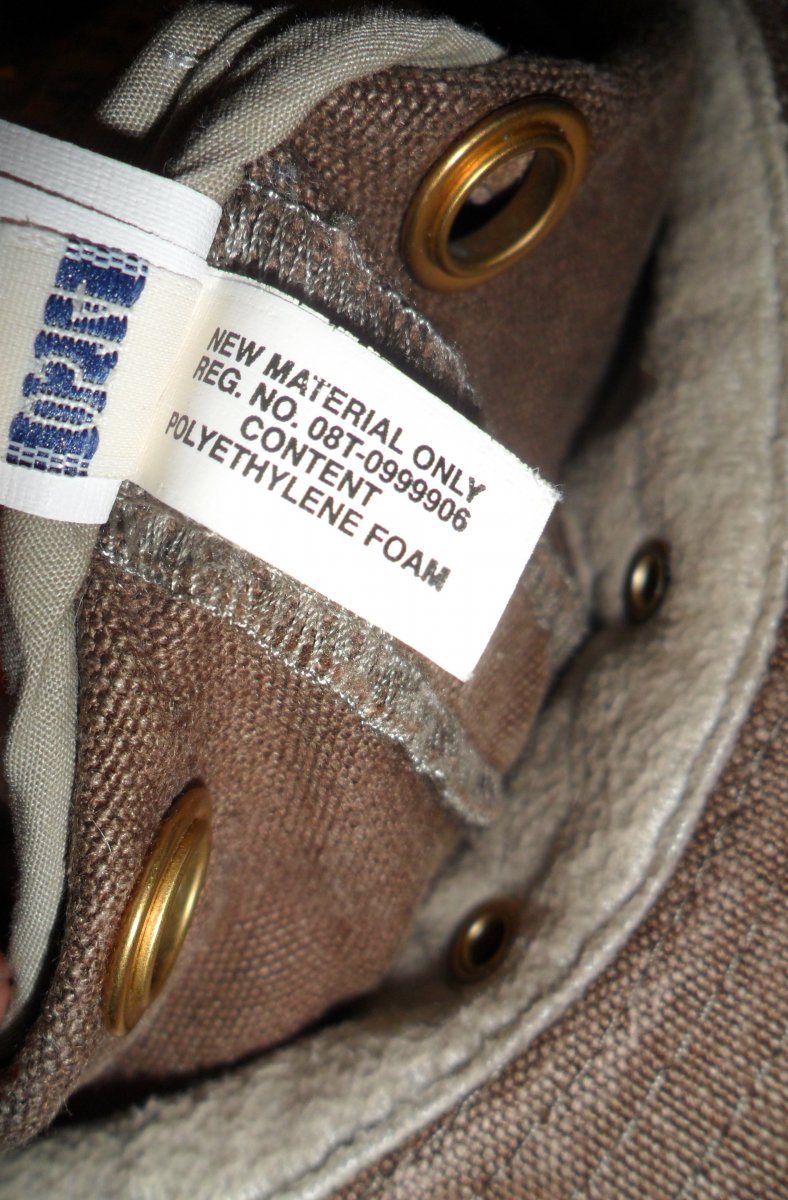 NEW MATERIAL ONLY
REG. NO. 08T-0999906
CONTENT
POLYETHYLENE FOAM